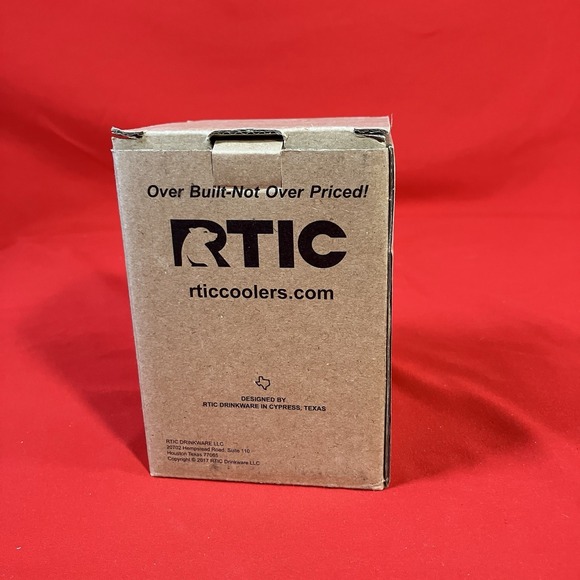 Over Built-Not Over Priced!
RTIC
rticcoolers.com
DESIGNED BY
RTIC DRINKWARE IN CYPRESS, TEXAS
RTIC DRINKWARE LLC
20702 Hempstead Road, Suite 110
Houston Texas 77065
Copyright © 2017 RTIC Drinkware LLC